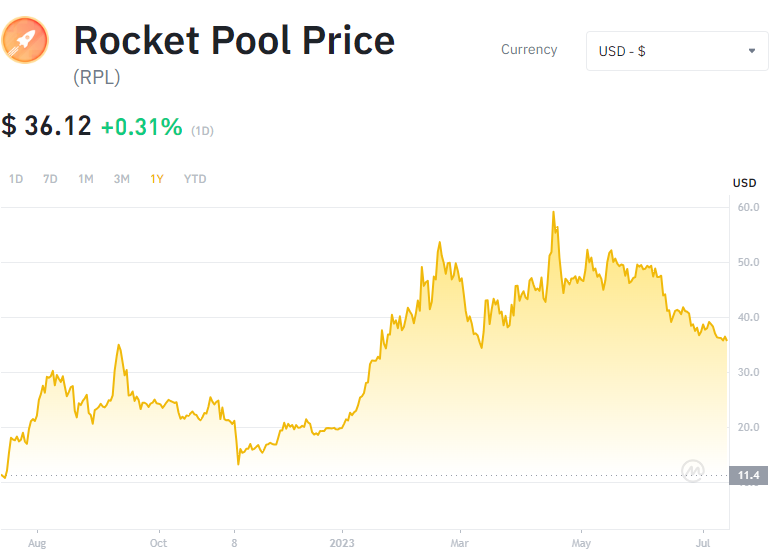 Rocket Pool Price
(RPL)
Currency
USD - $
$ 36.12 +0.31% (1D)
1D 7D 1M 3M 1Y YTD
USD
60.0
50.0
40.0
30.0
20.0
11.4
Aug Oct 8 2023 Mar May Jul